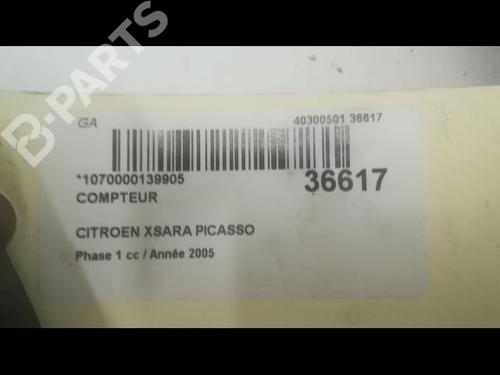 B-PARTS
GA 40300501 36617
*1070000139905 36617
COMPTEUR
CITROEN XSARA PICASSO
Phase 1 cc / Année 2005